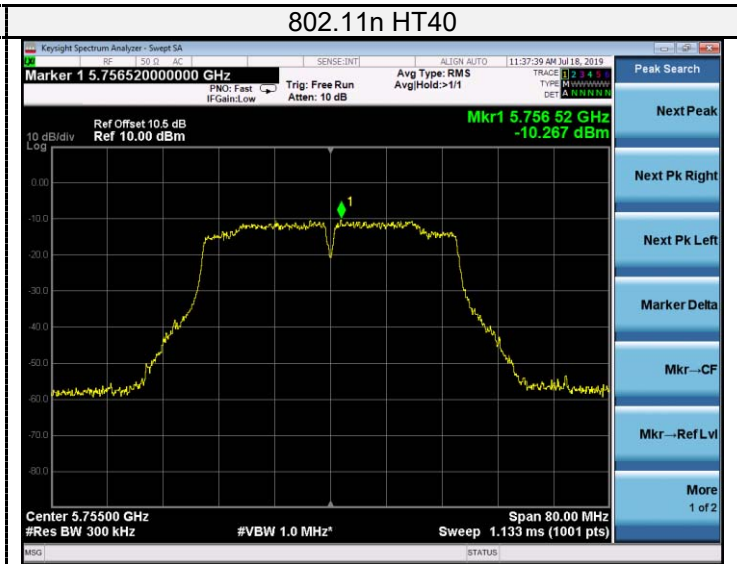 802.11n HT40
Keysight Spectrum Analyzer - Swept SA
RF 50 Ω AC SENSE:INT ALIGN AUTO 11:37:39 AM Jul 18, 2019
Marker 1 5.756520000000 GHz
PNO: Fast
IFGain:Low
Trig: Free Run
Atten: 10 dB
Avg Type: RMS
Avg|Hold:>1/1
TRACE 1 2 3 4 5 6
TYPE M W W W W W
DET A N N N N N
Peak Search
Mkr1 5.756 52 GHz
-10.267 dBm
Ref Offset 10.5 dB
10 dB/div Ref 10.00 dBm
Log
1
0.00
-10.0
-20.0
-30.0
-40.0
-50.0
-60.0
-70.0
-80.0
Next Peak
Next Pk Right
Next Pk Left
Marker Delta
Mkr→CF
Mkr→Ref Lvl
More
1 of 2
Center 5.75500 GHz Span 80.00 MHz
#Res BW 300 kHz #VBW 1.0 MHz* Sweep 1.133 ms (1001 pts)
MSG STATUS